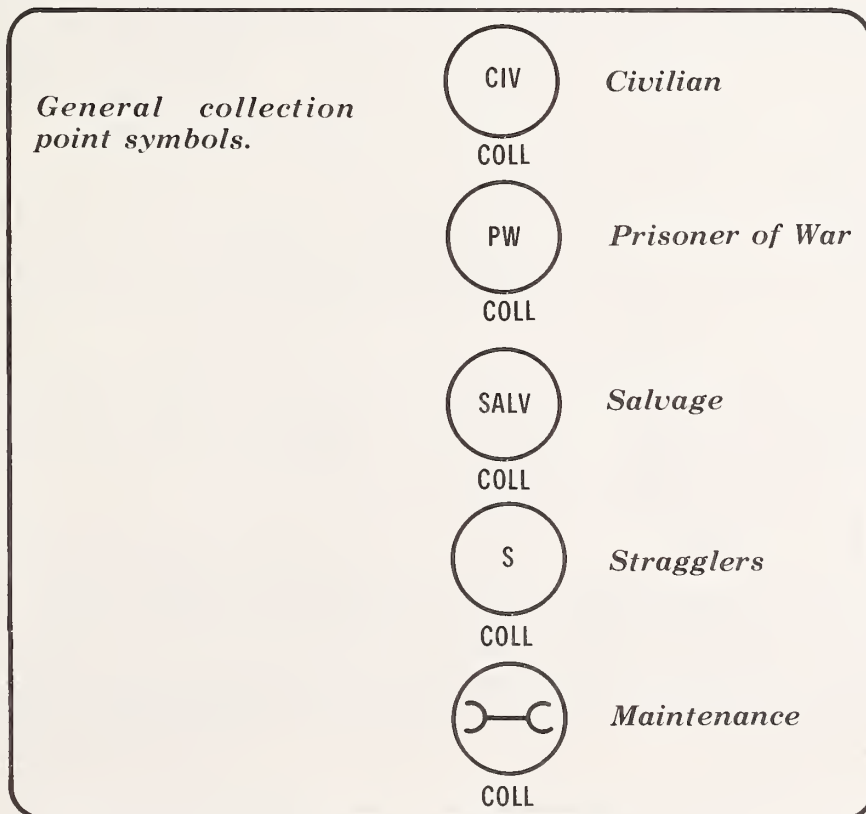 General collection
point symbols.
CIV Civilian
COLL
PW Prisoner of War
COLL
SALV Salvage
COLL
S Stragglers
COLL
Maintenance
COLL